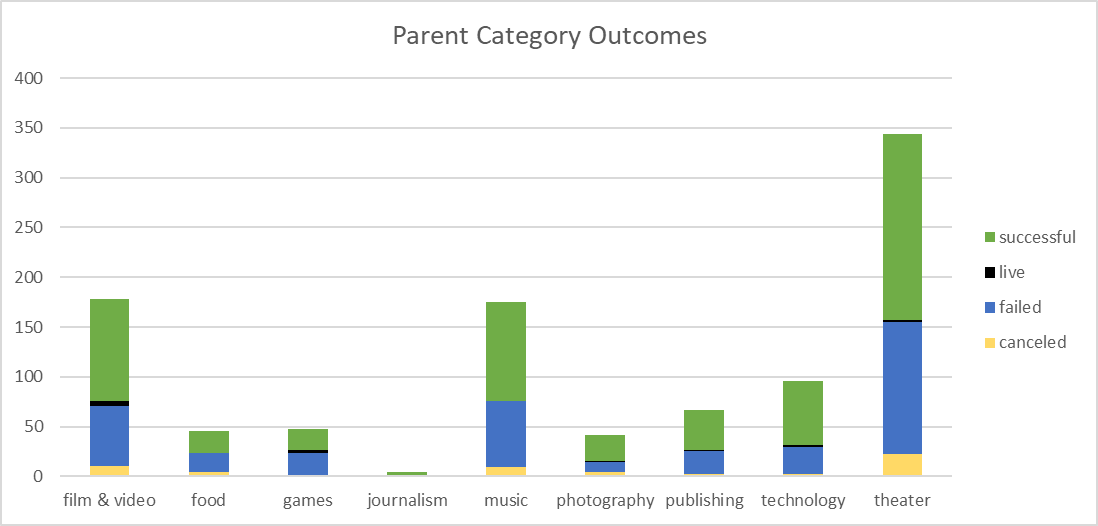 Parent Category Outcomes
400
350
300
250
200
150
100
50
0
film & video food games journalism music photography publishing technology theater
successful
live
failed
canceled